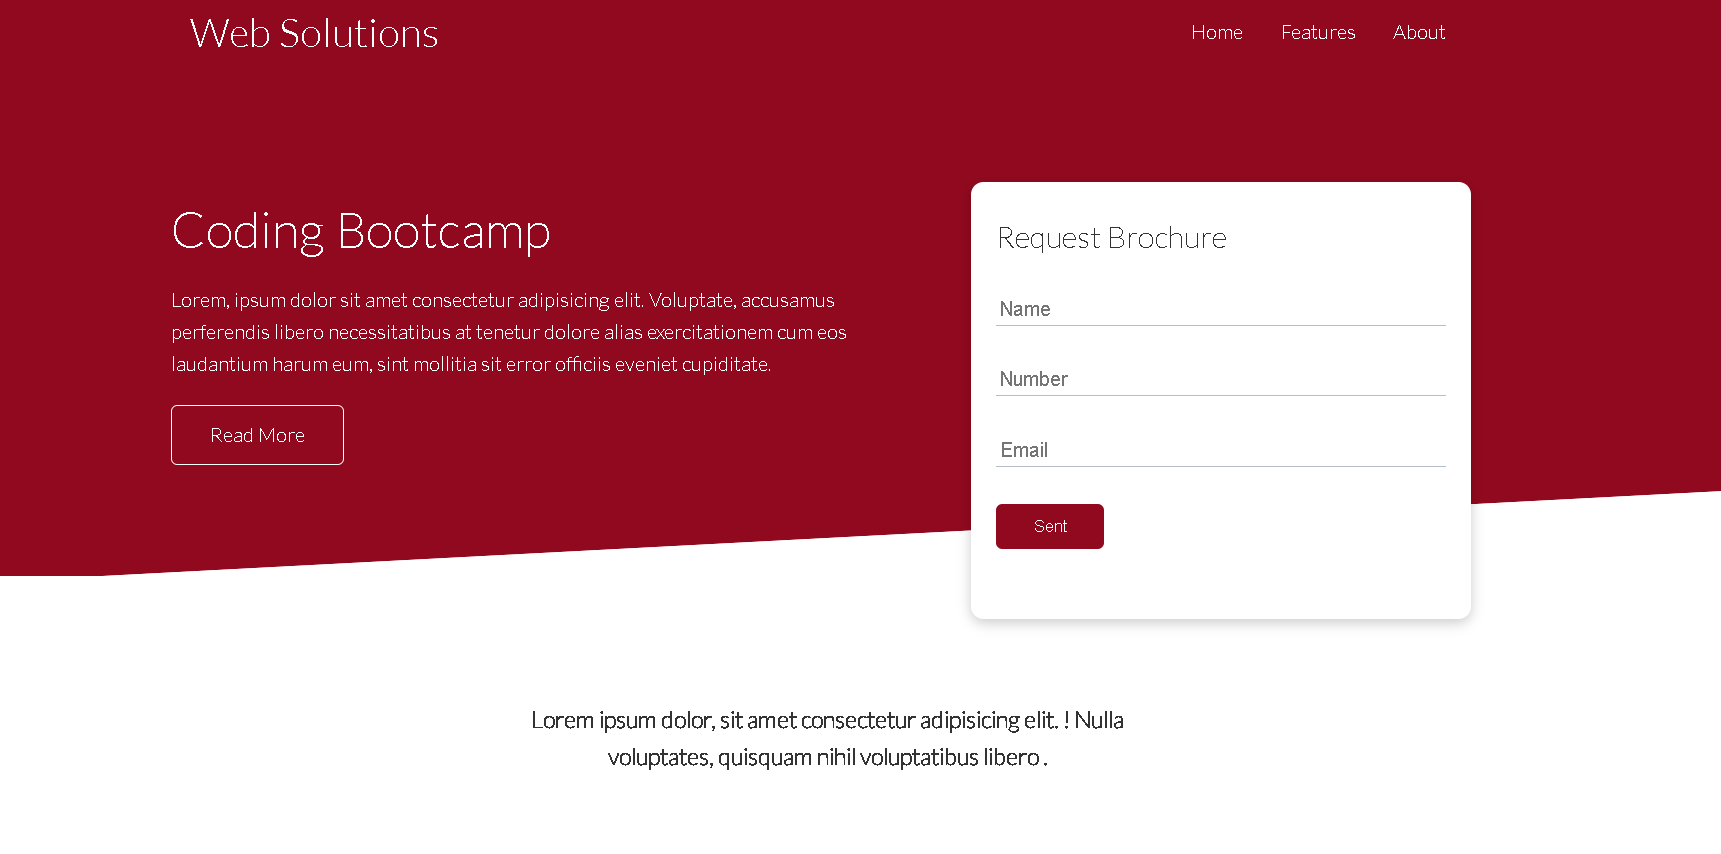 Web Solutions
Home Features About
Coding Bootcamp
Lorem, ipsum dolor sit amet consectetur adipisicing elit. Voluptate, accusamus
perferendis libero necessitatibus at tenetur dolore alias exercitationem cum eos
laudantium harum eum, sint mollitia sit error officiis eveniet cupiditate.
Read More
Request Brochure
Name
Number
Email
Sent
Lorem ipsum dolor, sit amet consectetur adipisicing elit. ! Nulla
voluptates, quisquam nihil voluptatibus libero .